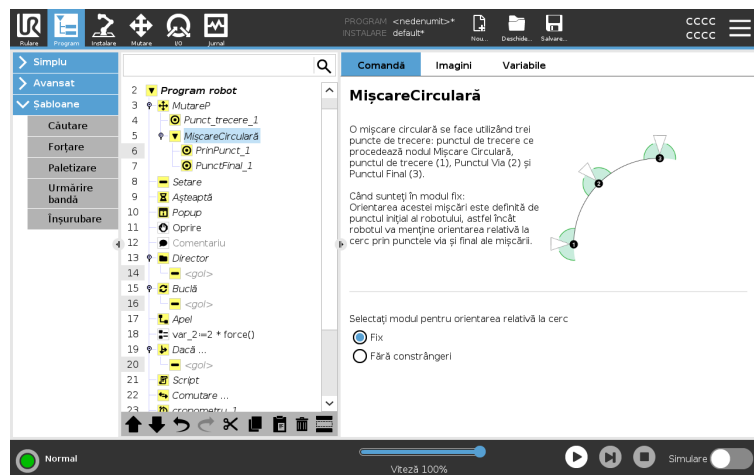 UR
PROGRAM <nedenumit>*
INSTALARE default*
cccc
cccc
Rulare Program Instalare Mutare I/O Jurnal Nou... Deschide... Salvare...
Simplu
Avansat
Șabloane
Căutare
Forțare
Paletizare
Urmărire bandă
Înșurubare
2 Program robot
3 MutareP
4 Punct_trecere_1
5 MișcareCirculară
6 PrinPunct_1
7 PunctFinal_1
8 Setare
9 Așteaptă
10 Popup
11 Oprire
12 Comentariu
13 Director
14 <gol>
15 Buclă
16 <gol>
17 Apel
18 var_2:=2 * force()
19 Dacă ...
20 <gol>
21 Script
22 Comutare ...
23 cronometru_1
Comandă Imagini Variabile
MișcareCirculară
O mișcare circulară se face utilizând trei
puncte de trecere: punctul de trecere ce
procedează nodul Mișcare Circulară,
punctul de trecere (1), Punctul Via (2) și
Punctul Final (3).
Când sunteți în modul fix:
Orientarea acestei mișcări este definită de
punctul inițial al robotului, astfel încât
robotul va menține orientarea relativă la
cerc prin punctele via și final ale mișcării.
1
2
3
Selectați modul pentru orientarea relativă la cerc
Fix
Fără constrângeri
Normal
Viteză 100%
Simulare